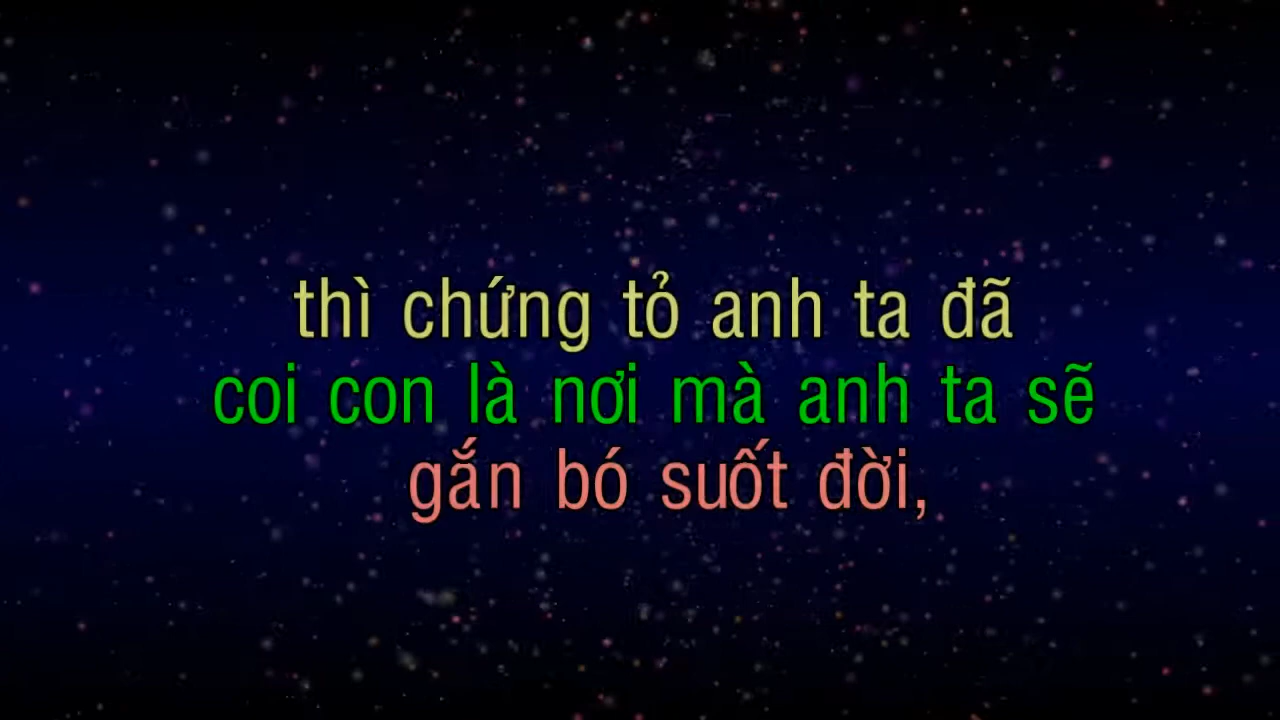 thì chứng tỏ anh ta đã
coi con là nơi mà anh ta sẽ
gắn bó suốt đời,